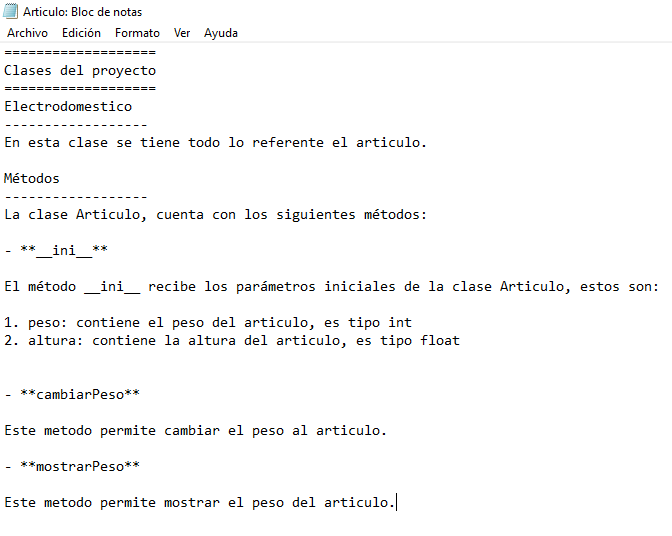 Articulo: Bloc de notas
Archivo Edición Formato Ver Ayuda
===================
Clases del proyecto
===================
Electrodomestico
------------------
En esta clase se tiene todo lo referente el articulo.
Métodos
------------------
La clase Articulo, cuenta con los siguientes métodos:
- **__ini__**
El método __ini__ recibe los parámetros iniciales de la clase Articulo, estos son:
1. peso: contiene el peso del articulo, es tipo int
2. altura: contiene la altura del articulo, es tipo float
- **cambiarPeso**
Este metodo permite cambiar el peso al articulo.
- **mostrarPeso**
Este metodo permite mostrar el peso del articulo.